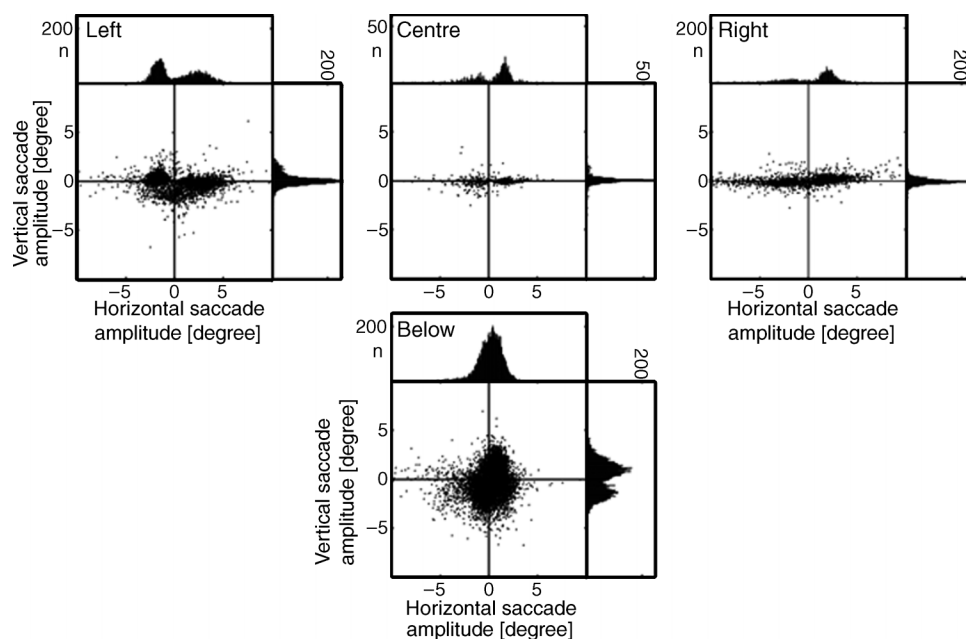 200
n
Left
200
50
n
Centre
50
200
n
Right
200
Vertical saccade
amplitude [degree]
5
0
−5
5
0
−5
5
0
−5
−5 0 5
Horizontal saccade
amplitude [degree]
−5 0 5
−5 0 5
Horizontal saccade
amplitude [degree]
200
n
Below
200
Vertical saccade
amplitude [degree]
5
0
−5
−5 0 5
Horizontal saccade
amplitude [degree]